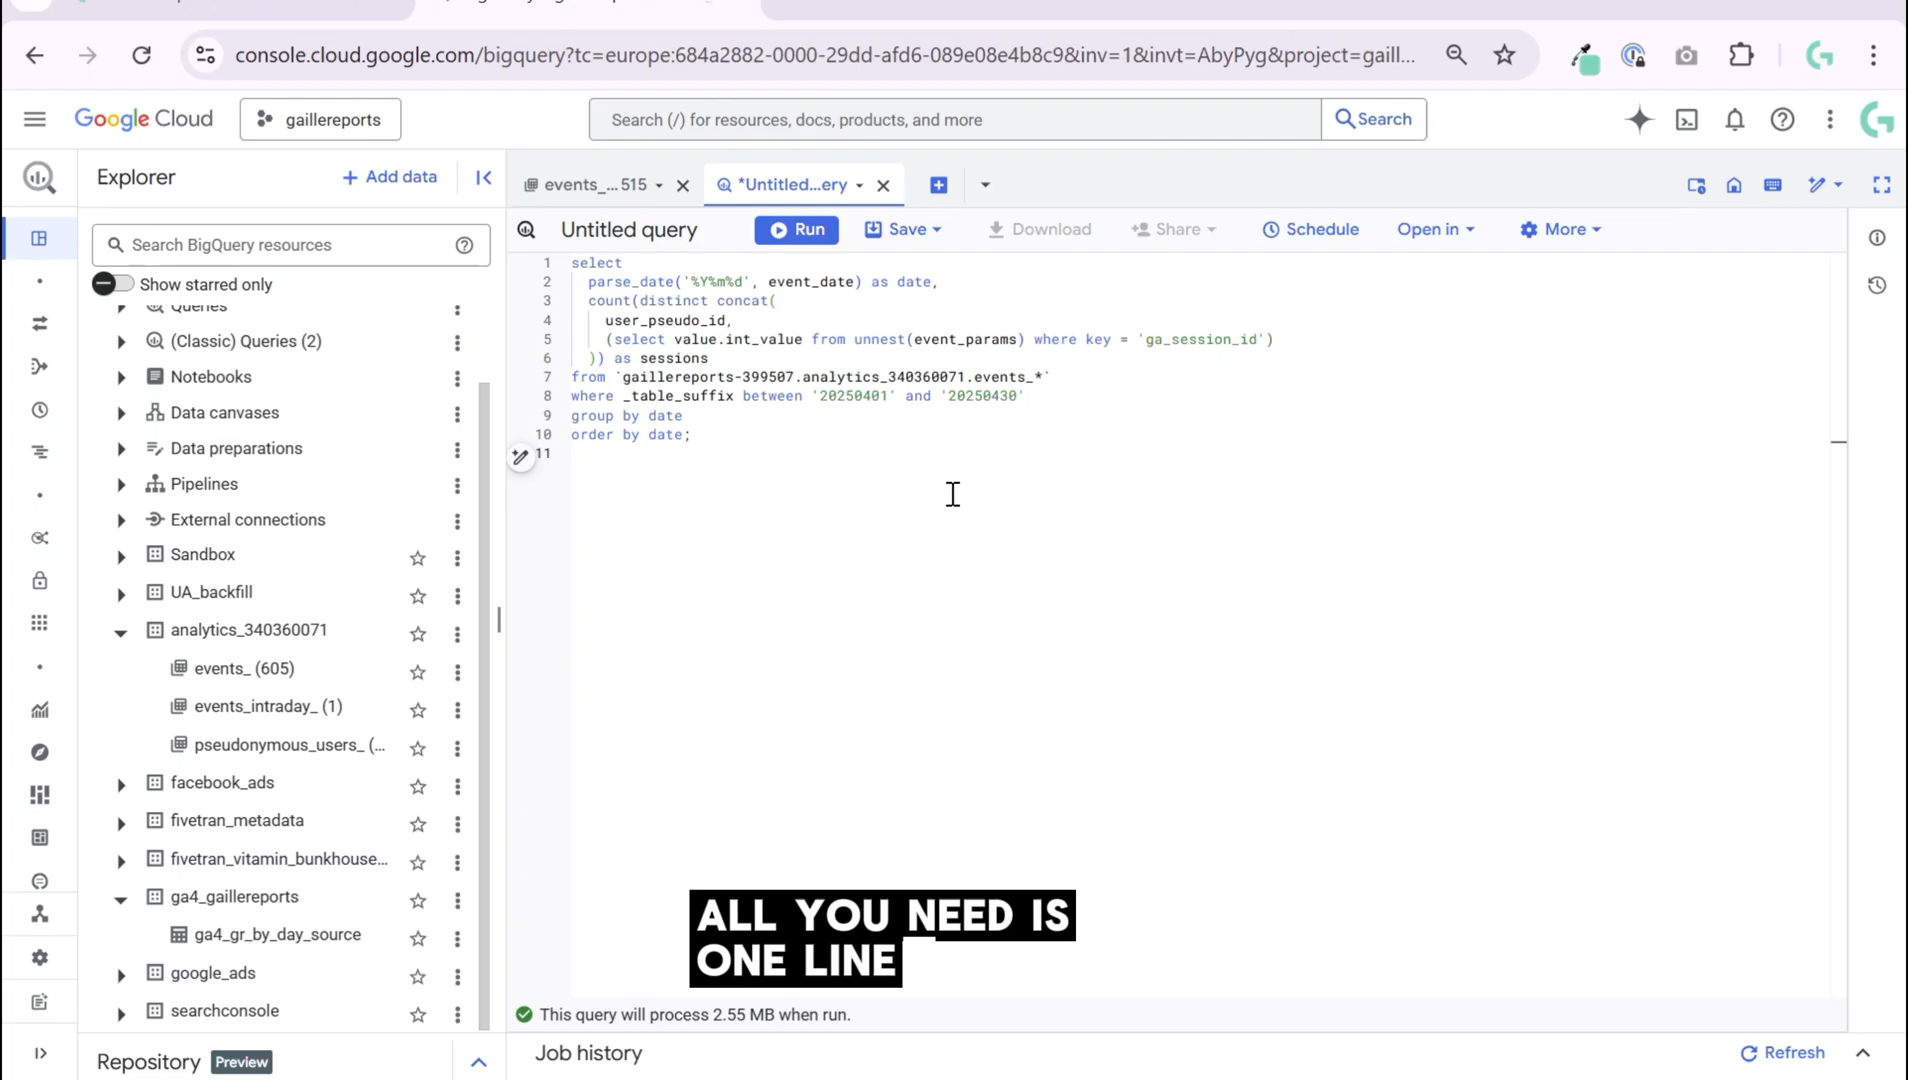 console.cloud.google.com/bigquery?tc=europe:684a2882-0000-29dd-afd6-089e08e4b8c9&inv=1&invt=AbyPyg&project=gaill...
Google Cloud
gaillereports
Search (/) for resources, docs, products, and more
Search
Explorer
+ Add data
events_...515
*Untitled...ery
Search BigQuery resources
Untitled query
Run
Save
Download
Share
Schedule
Open in
More
Show starred only
Queries
(Classic) Queries (2)
Notebooks
Data canvases
Data preparations
Pipelines
External connections
Sandbox
UA_backfill
analytics_340360071
events_ (605)
events_intraday_ (1)
pseudonymous_users_ (...
facebook_ads
fivetran_metadata
fivetran_vitamin_bunkhouse...
ga4_gaillereports
ga4_gr_by_day_source
google_ads
searchconsole
Repository Preview
1 select
2 parse_date('%Y%m%d', event_date) as date,
3 count(distinct concat(
4 user_pseudo_id,
5 (select value.int_value from unnest(event_params) where key = 'ga_session_id')
6 )) as sessions
7 from `gaillereports-399507.analytics_340360071.events_*`
8 where _table_suffix between '20250401' and '20250430'
9 group by date
10 order by date;
11
ALL YOU NEED IS
ONE LINE
This query will process 2.55 MB when run.
Job history
Refresh